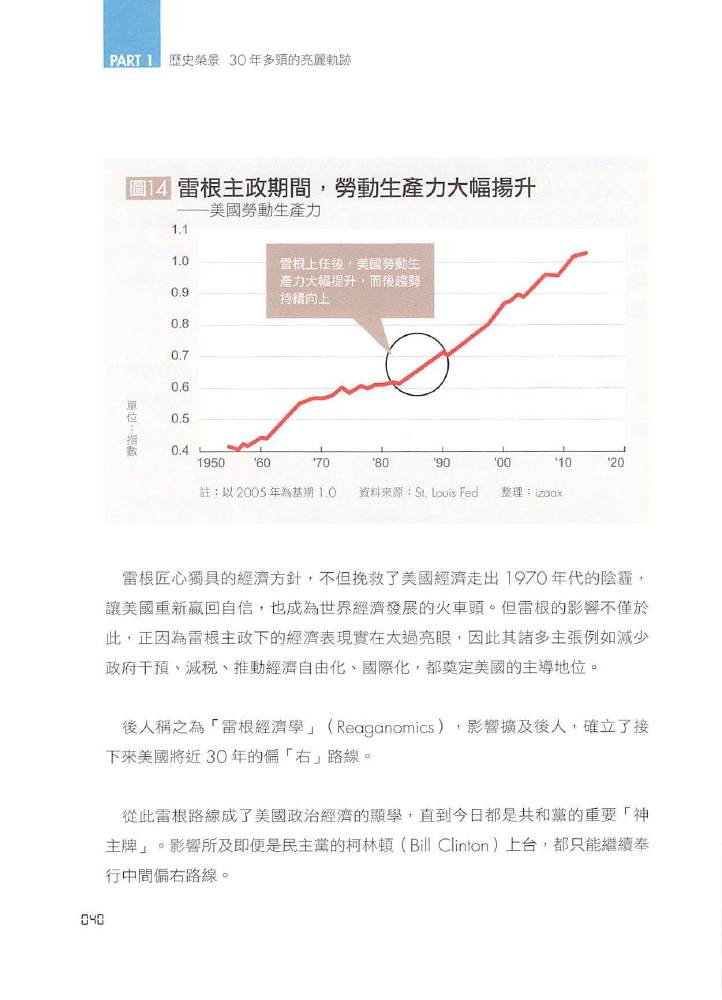 PART 1 歷史榮景 30年多頭的亮麗軌跡
圖14 雷根主政期間，勞動生產力大幅揚升
——美國勞動生產力
1.1
1.0
0.9
0.8
0.7
0.6
0.5
0.4
雷根上任後，美國勞動生
產力大幅提升，而後趨勢
持續向上
單位：指數
1950 '60 '70 '80 '90 '00 '10 '20
註：以2005年為基期1.0 資料來源：St. Louis Fed 整理：izaax
雷根匠心獨具的經濟方針，不但挽救了美國經濟走出1970年代的陰霾，
讓美國重新贏回自信，也成為世界經濟發展的火車頭。但雷根的影響不僅於
此，正因為雷根主政下的經濟表現實在太過亮眼，因此其諸多主張例如減少
政府干預、減稅、推動經濟自由化、國際化，都奠定美國的主導地位。
後人稱之為「雷根經濟學」（Reaganomics），影響擴及後人，確立了接
下來美國將近30年的偏「右」路線。
從此雷根路線成了美國政治經濟的顯學，直到今日都是共和黨的重要「神
主牌」。影響所及即便是民主黨的柯林頓（Bill Clinton）上台，都只能繼續奉
行中間偏右路線。
040